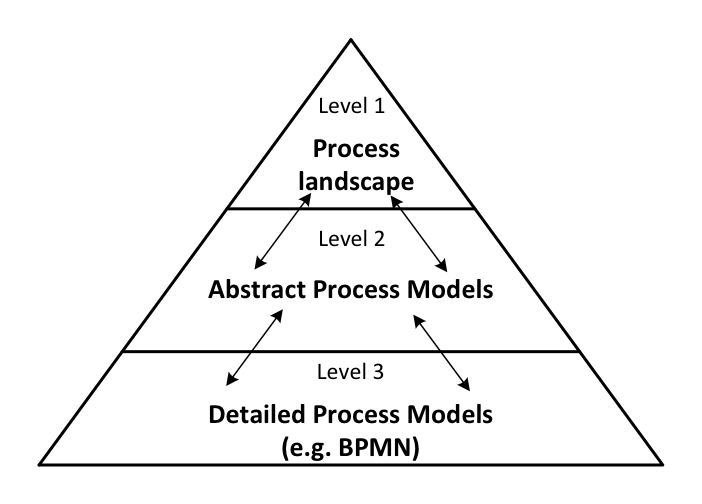 Level 1
Process
landscape
Level 2
Abstract Process Models
Level 3
Detailed Process Models
(e.g. BPMN)